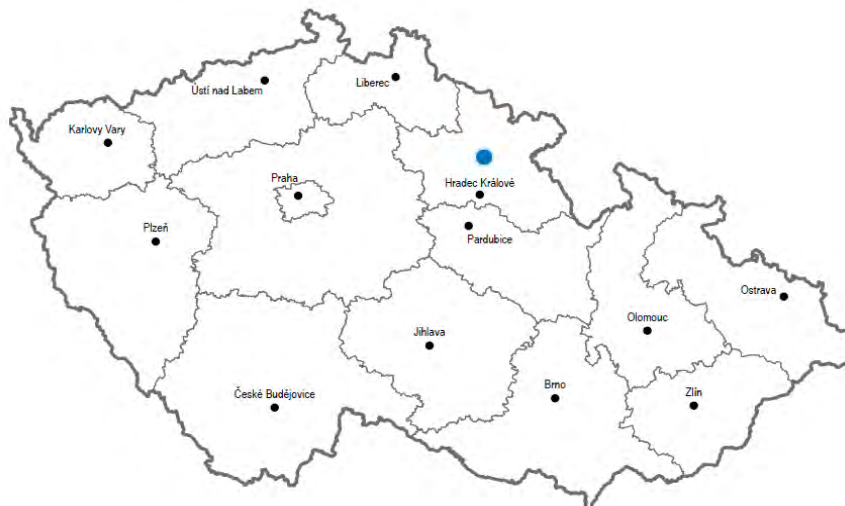 Ústí nad Labem
Liberec
Karlovy Vary
Praha
Hradec Králové
Plzeň
Pardubice
Ostrava
Olomouc
Jihlava
Brno
České Budějovice
Zlín